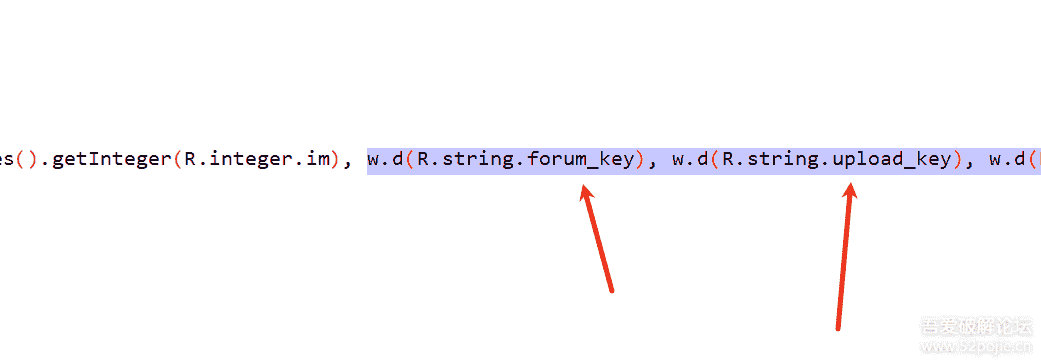 es().getInteger(R.integer.im), w.d(R.string.forum_key), w.d(R.string.upload_key), w.d(
吾爱破解论坛
www.52pojie.cn